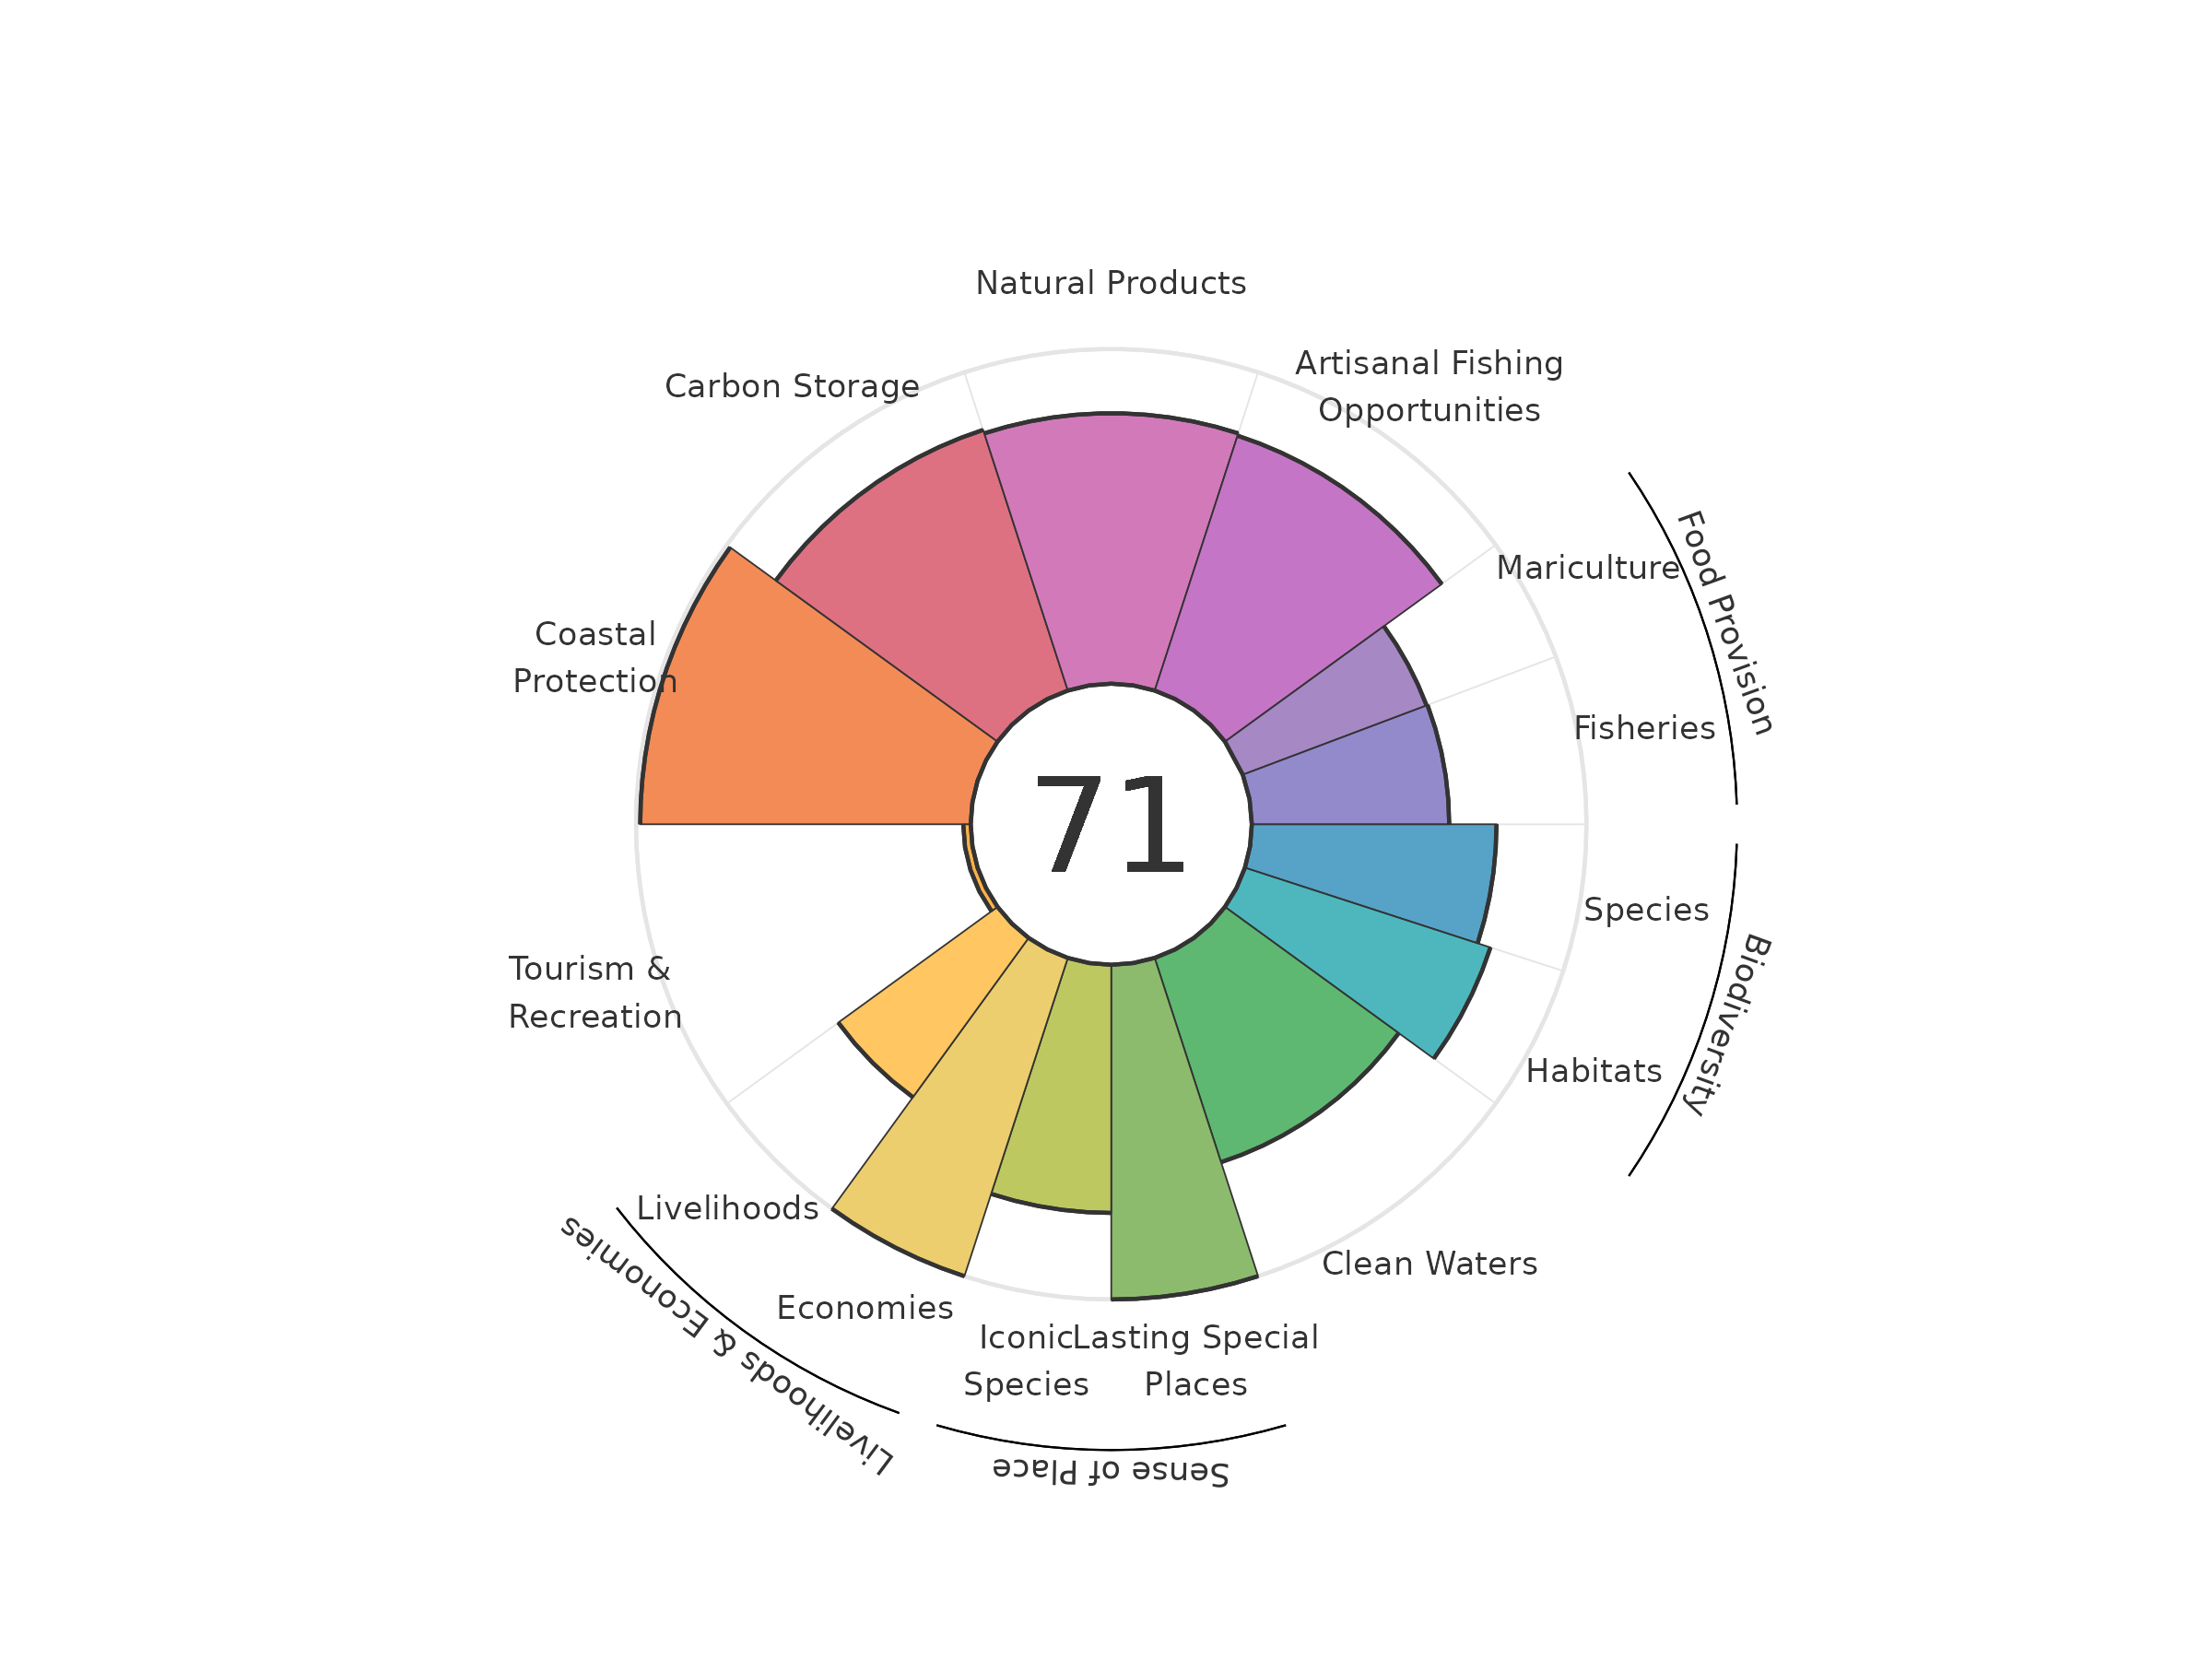 Natural Products
Carbon Storage
Artisanal Fishing
Opportunities
Mariculture
Food Provision
Coastal
Protection
Fisheries
71
Species
Biodiversity
Tourism &
Recreation
Habitats
Livelihoods
Clean Waters
Economies
Livelihoods & Economies
Iconic
Species
Lasting Special
Places
Sense of Place